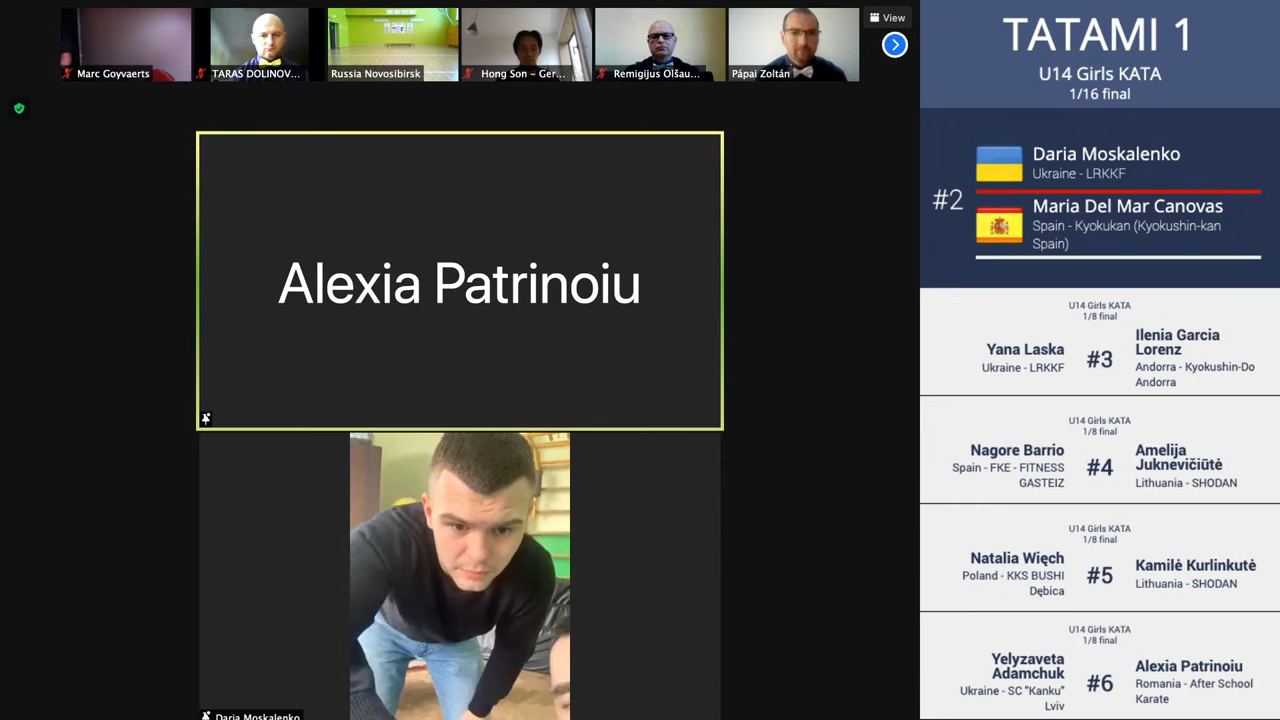 Marc Goyvaerts
TARAS DOLINOV...
Russia Novosibirsk
Hong Son – Ger...
Remigijus Olšau...
Pápai Zoltán
View
Alexia Patrinoiu
Daria Moskalenko
TATAMI 1
U14 Girls KATA
1/16 final
#2
Daria Moskalenko
Ukraine - LRKKF
Maria Del Mar Canovas
Spain - Kyokukan (Kyokushin-kan
Spain)
U14 Girls KATA
1/8 final
Yana Laska
Ukraine - LRKKF
#3
Ilenia Garcia
Lorenz
Andorra - Kyokushin-Do
Andorra
U14 Girls KATA
1/8 final
Nagore Barrio
Spain - FKE - FITNESS
GASTEIZ
#4
Amelija
Juknevičiūtė
Lithuania - SHODAN
U14 Girls KATA
1/8 final
Natalia Więch
Poland - KKS BUSHI
Dębica
#5
Kamilė Kurlinkutė
Lithuania - SHODAN
U14 Girls KATA
1/8 final
Yelyzaveta
Adamchuk
Ukraine - SC "Kanku"
Lviv
#6
Alexia Patrinoiu
Romania - After School
Karate